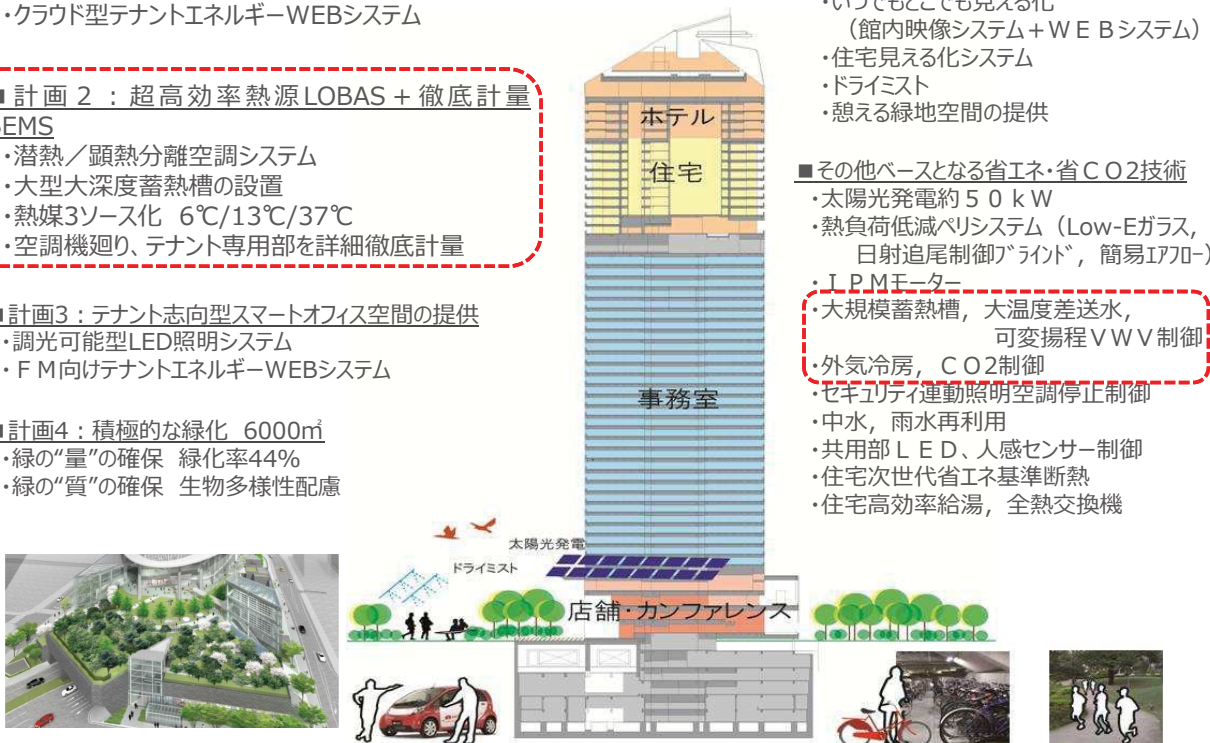 ・クラウド型テナントエネルギーWEBシステム
■計画2:超高効率熱源LOBAS+徹底計量
BEMS
・潜熱/顕熱分離空調システム
・大型大深度蓄熱槽の設置
・熱媒3ソース化 6℃/13℃/37℃
・空調機廻り、テナント専用部を詳細徹底計量
■計画3:テナント志向型スマートオフィス空間の提供
・調光可能型LED照明システム
・FM向けテナントエネルギーWEBシステム
■計画4:積極的な緑化 6000㎡
・緑の“量”の確保 緑化率44%
・緑の“質”の確保 生物多様性配慮
ホテル
住宅
事務室
太陽光発電
ドライミスト
店舗・カンファレンス
・いつでもどこでも見える化
(館内映像システム+WEBシステム)
・住宅見える化システム
・ドライミスト
・憩える緑地空間の提供
■その他ベースとなる省エネ・省CO2技術
・太陽光発電約50kW
・熱負荷低減ペリシステム(Low-Eガラス,
日射追尾制御ブラインド,簡易エアフロー)
・IPMモーター
・大規模蓄熱槽,大温度差送水,
可変揚程VWV制御
・外気冷房,CO2制御
・セキュリティ連動照明空調停止制御
・中水,雨水再利用
・共用部LED、人感センサー制御
・住宅次世代省エネ基準断熱
・住宅高効率給湯,全熱交換機